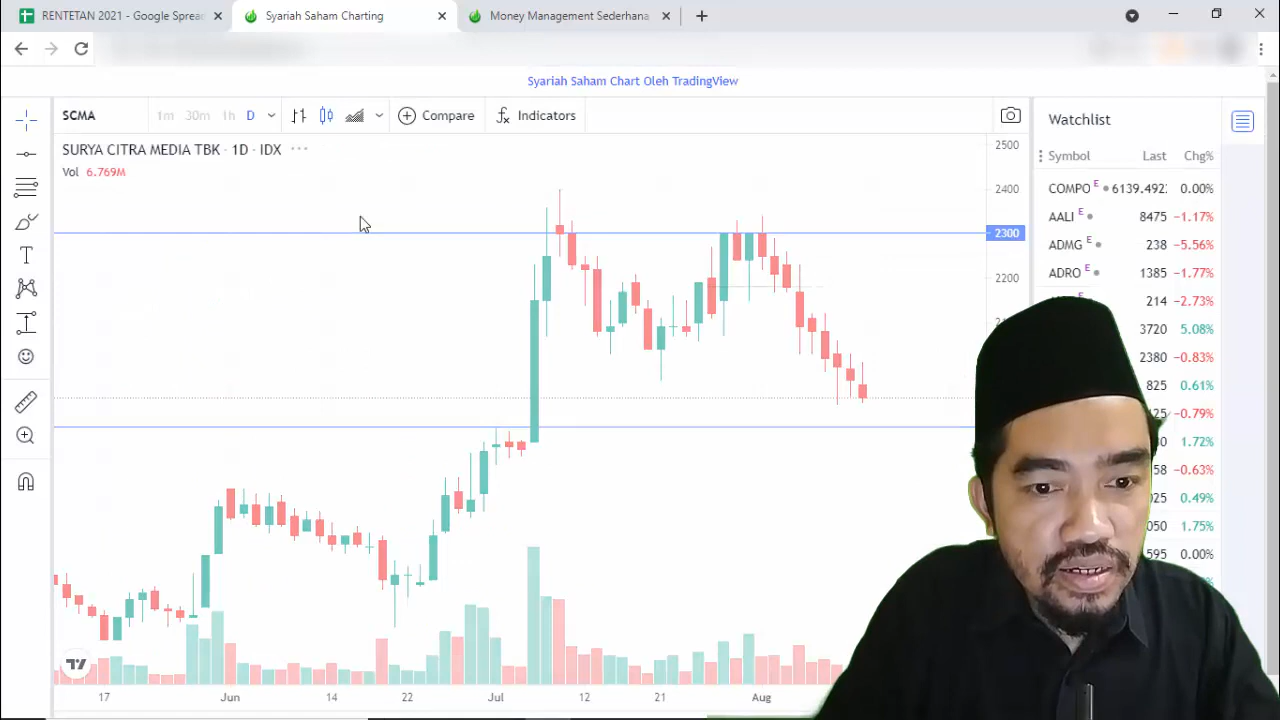 RENTETAN 2021 - Google Sprea
Syariah Saham Charting
Money Management Sederhana
Syariah Saham Chart Oleh TradingView
SCMA 1m 30m 1h D Compare Indicators
SURYA CITRA MEDIA TBK · 1D · IDX
Vol 6.769M
2500
2400
2300
2200
17 Jun 14 22 Jul 12 21 Aug
Watchlist
Symbol Last Chg%
COMPO E 6139.492 0.00%
AALI E 8475 -1.17%
ADMG E 238 -5.56%
ADRO E 1385 -1.77%
214 -2.73%
3720 5.08%
2380 -0.83%
825 0.61%
-0.79%
1.72%
-0.63%
0.49%
050 1.75%
595 0.00%